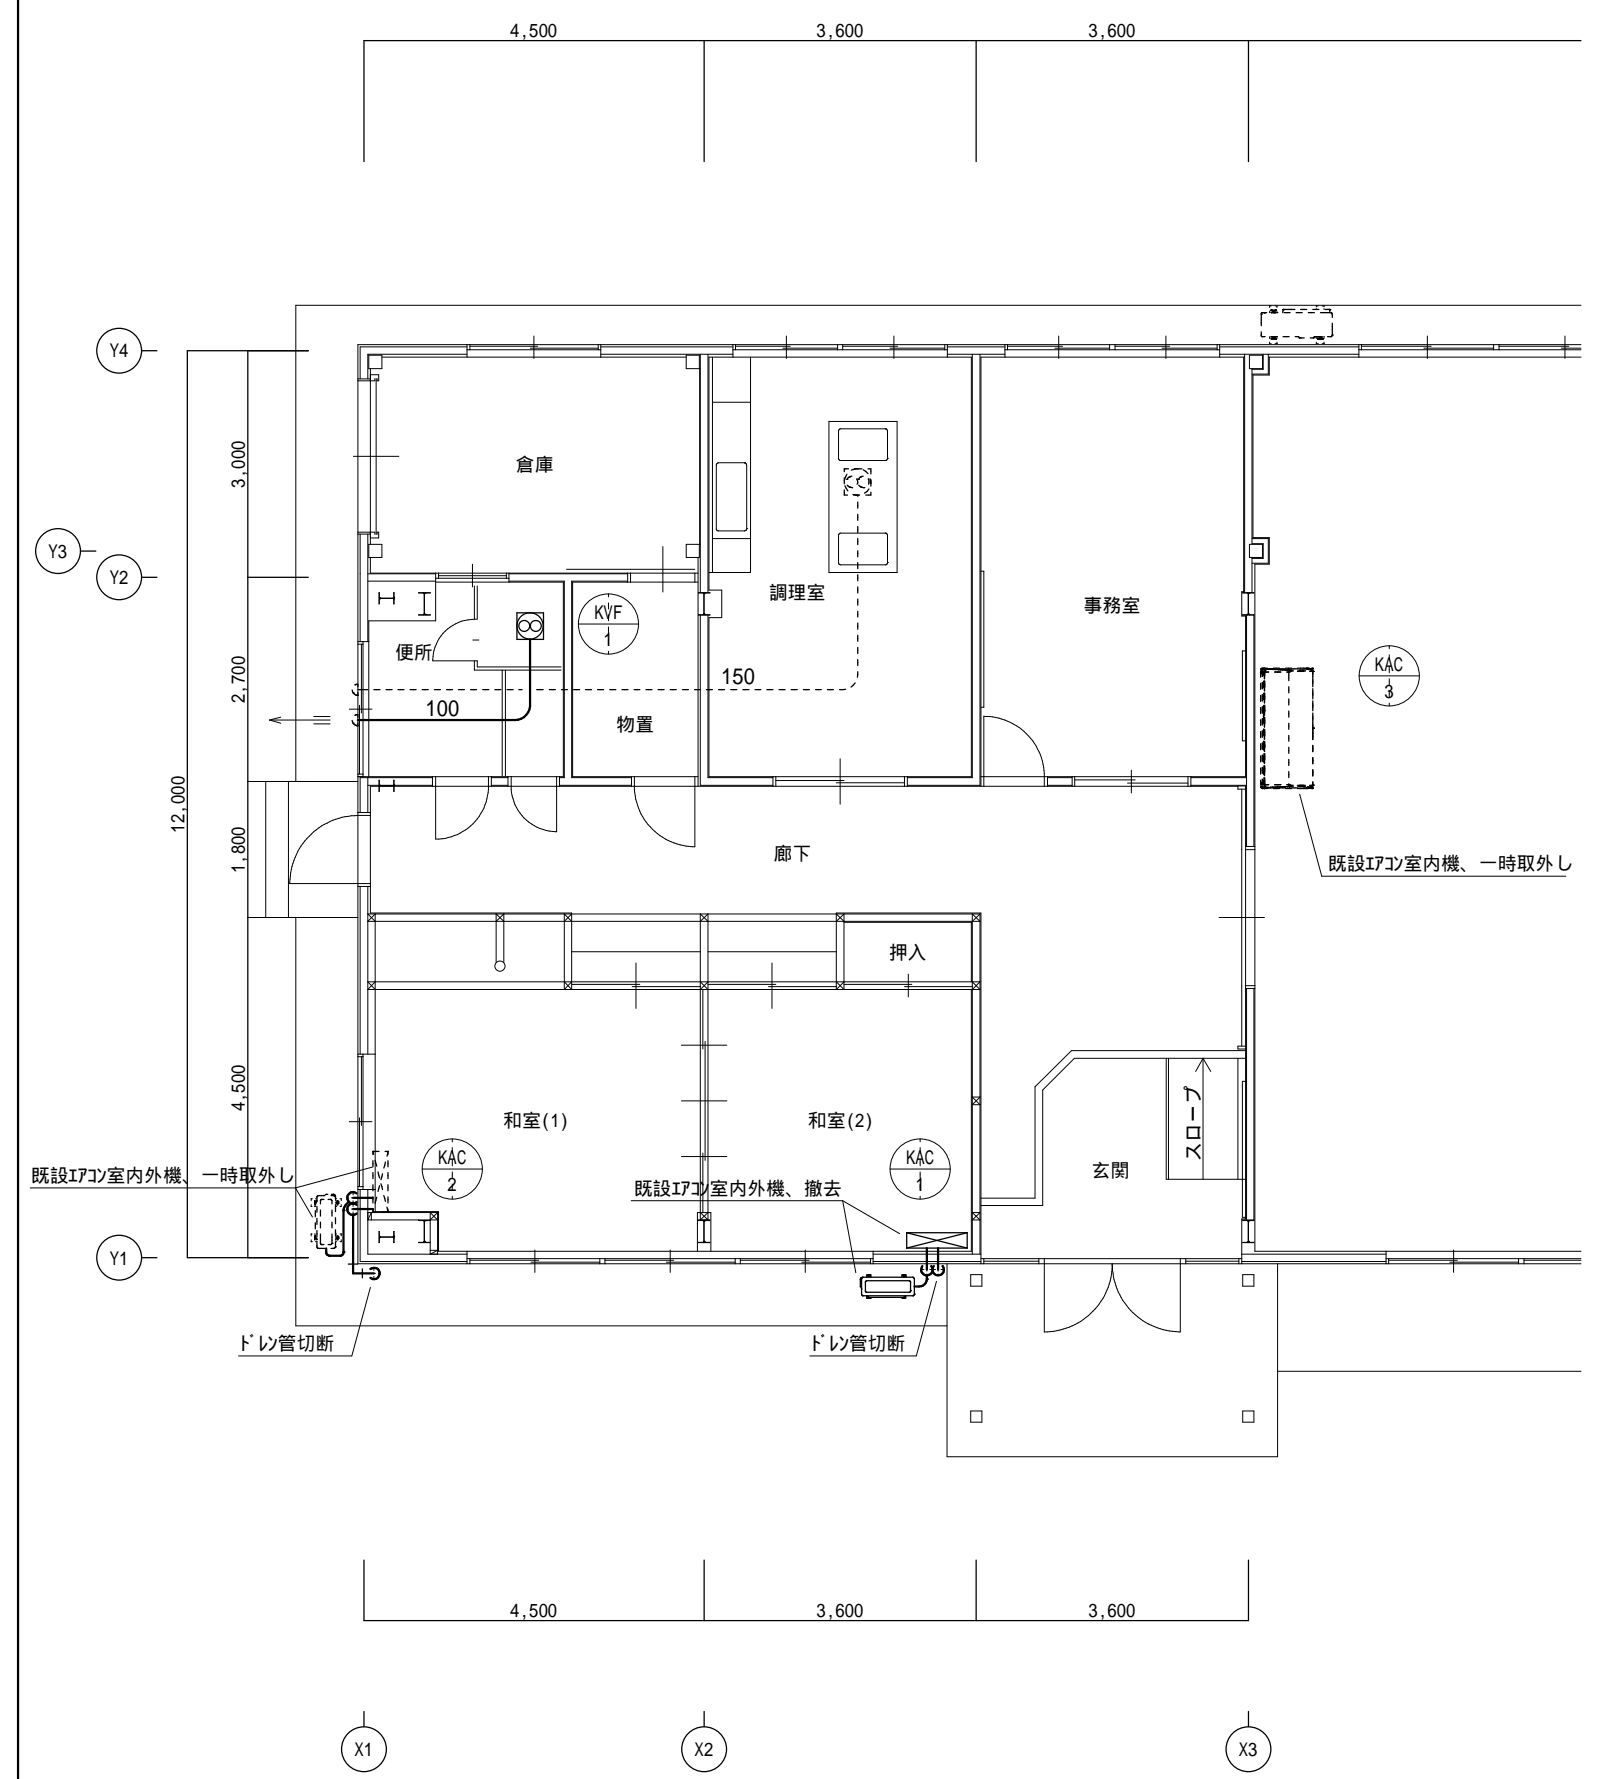 4,500
3,600
3,600
Y4
3,000
倉庫
Y3
Y2
調理室
事務室
KVF
1
便所
KAC
3
2,700
150
100
物置
12,000
1,800
廊下
既設エアコン室内機、一時取外し
押入
4,500
和室(1)
和室(2)
スロープ
KAC
2
KAC
1
玄関
既設エアコン室内外機、一時取外し
既設エアコン室内外機、撤去
Y1
ドレン管切断
ドレン管切断
4,500
3,600
3,600
X1
X2
X3